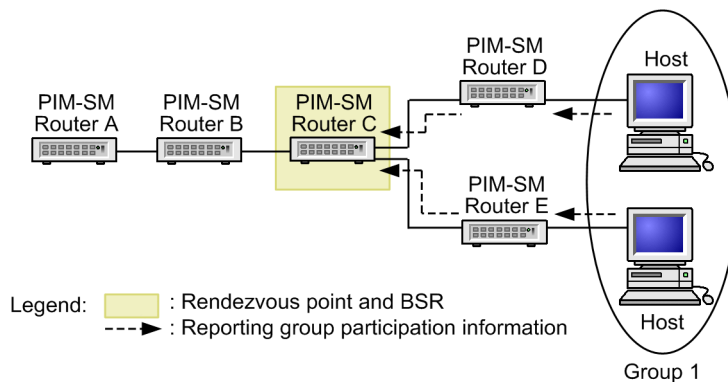 PIM-SM
Router D
Host
PIM-SM
Router A
PIM-SM
Router B
PIM-SM
Router C
PIM-SM
Router E
Host
Legend:
: Rendezvous point and BSR
: Reporting group participation information
Group 1